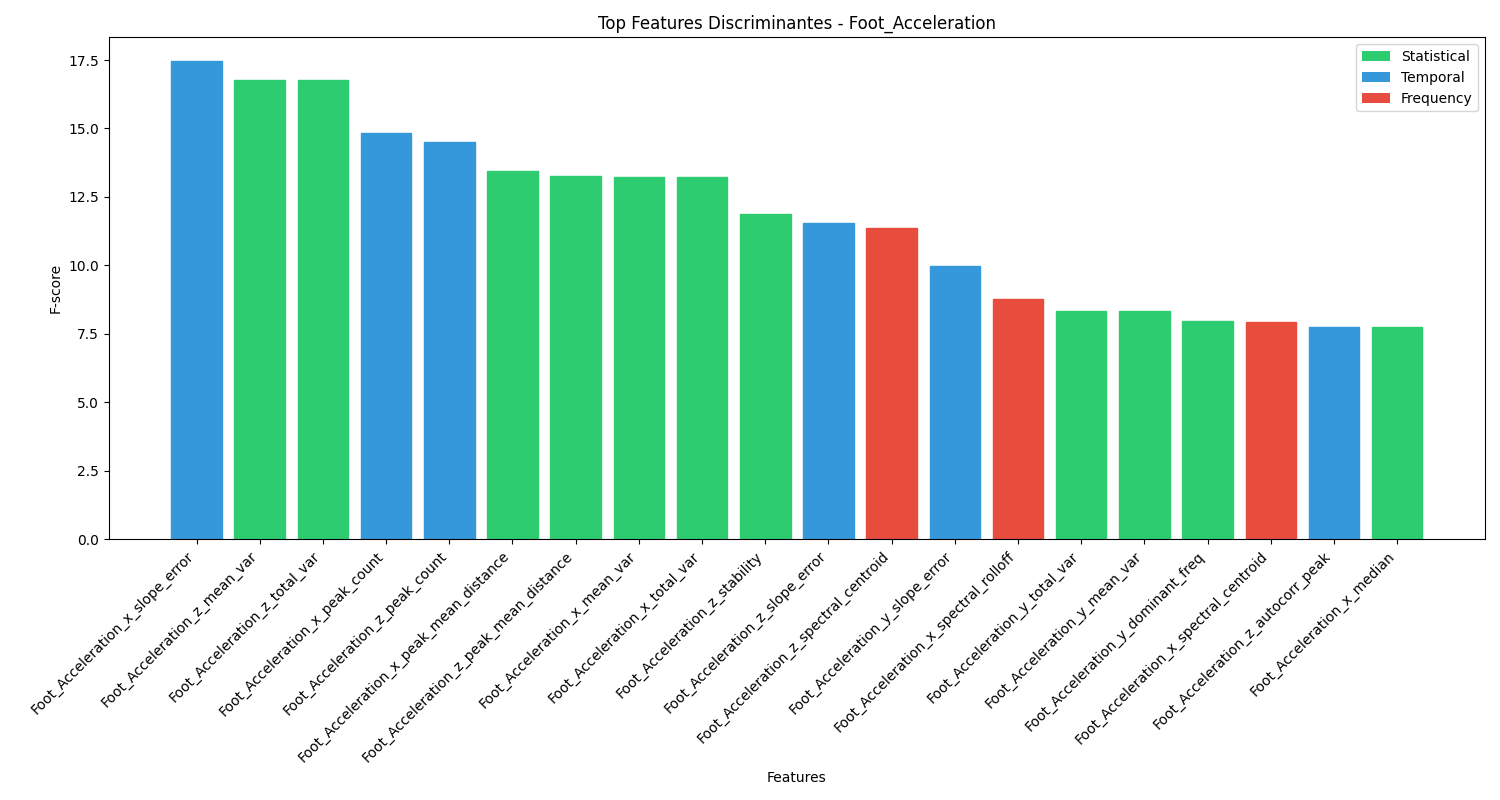 Top Features Discriminantes - Foot_Acceleration
Statistical
Temporal
Frequency
F-score
17.5
15.0
12.5
10.0
7.5
5.0
2.5
0.0
Foot_Acceleration_x_slope_error
Foot_Acceleration_z_mean_var
Foot_Acceleration_z_total_var
Foot_Acceleration_x_peak_count
Foot_Acceleration_z_peak_count
Foot_Acceleration_x_peak_mean_distance
Foot_Acceleration_z_peak_mean_distance
Foot_Acceleration_x_mean_var
Foot_Acceleration_x_total_var
Foot_Acceleration_z_stability
Foot_Acceleration_z_slope_error
Foot_Acceleration_z_spectral_centroid
Foot_Acceleration_y_slope_error
Foot_Acceleration_x_spectral_rolloff
Foot_Acceleration_y_total_var
Foot_Acceleration_y_mean_var
Foot_Acceleration_y_dominant_freq
Foot_Acceleration_x_spectral_centroid
Foot_Acceleration_z_autocorr_peak
Foot_Acceleration_x_median
Features